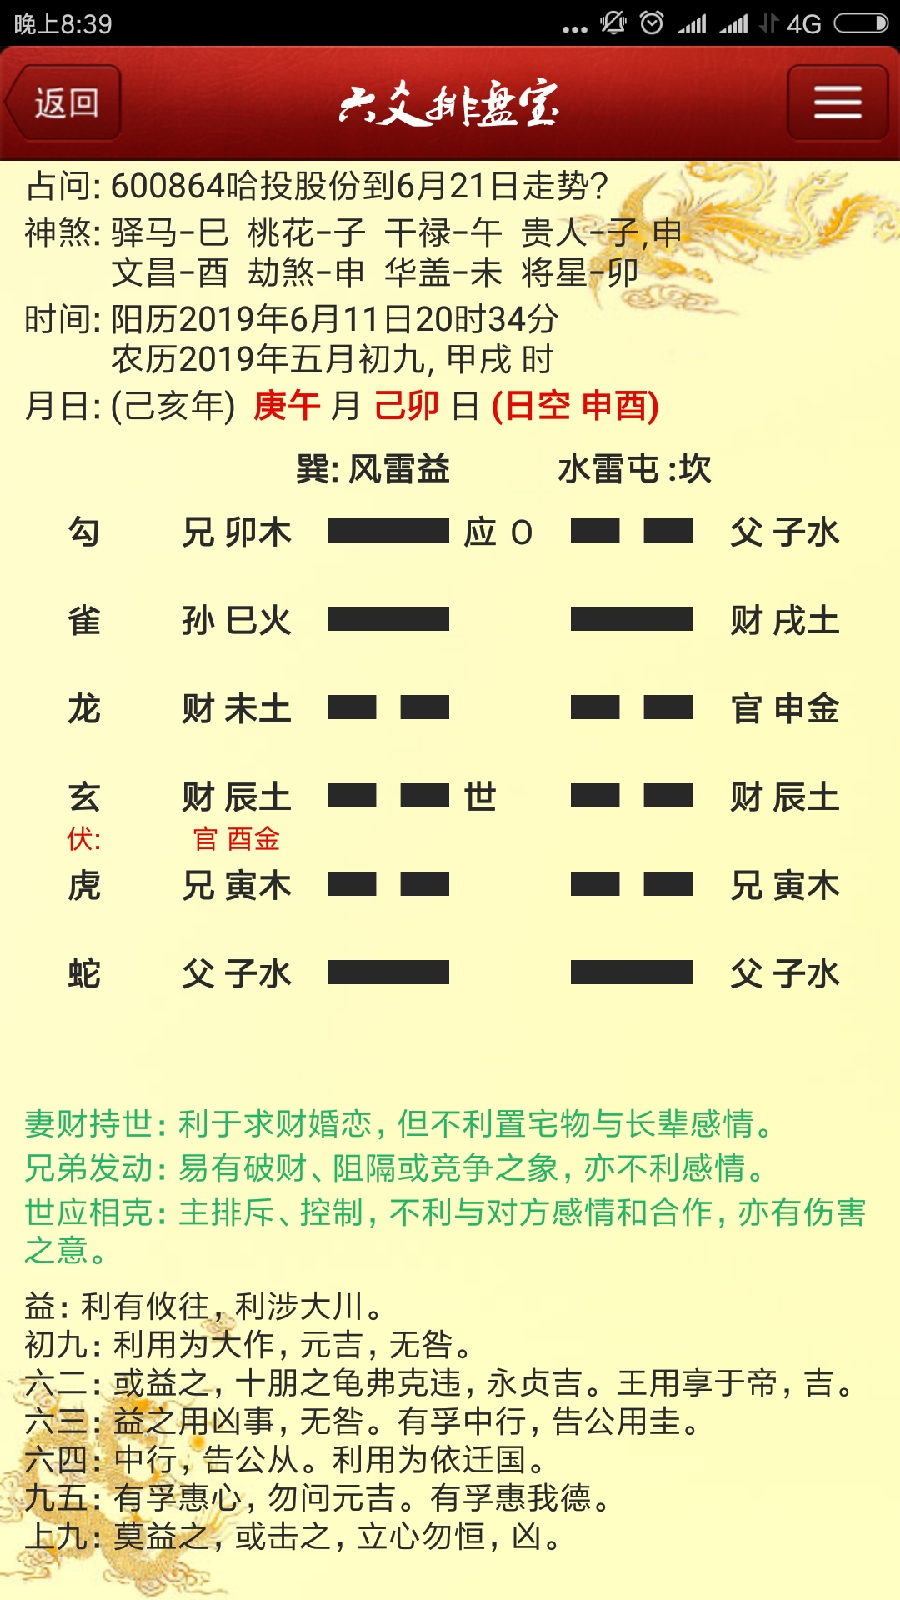 晚上8:39
4G
返回
六爻排盘宝
占问: 600864哈投股份到6月21日走势?
神煞: 驿马-巳 桃花-子 干禄-午 贵人-子,申
文昌-酉 劫煞-申 华盖-未 将星-卯
时间: 阳历2019年6月11日20时34分
农历2019年五月初九, 甲戌 时
月日: (己亥年) 庚午 月 己卯 日 (日空 申酉)
巽: 风雷益 水雷屯 :坎
勾 兄 卯木 应 O 父 子水
雀 孙 巳火 财 戌土
龙 财 未土 官 申金
玄 财 辰土 世 财 辰土
伏: 官 酉金
虎 兄 寅木 兄 寅木
蛇 父 子水 父 子水
妻财持世: 利于求财婚恋, 但不利置宅物与长辈感情。
兄弟发动: 易有破财、阻隔或竞争之象, 亦不利感情。
世应相克: 主排斥、控制, 不利与对方感情和合作, 亦有伤害
之意。
益: 利有攸往, 利涉大川。
初九: 利用为大作, 元吉, 无咎。
六二: 或益之, 十朋之龟弗克违, 永贞吉。王用享于帝, 吉。
六三: 益之用凶事, 无咎。有孚中行, 告公用圭。
六四: 中行, 告公从。利用为依迁国。
九五: 有孚惠心, 勿问元吉。有孚惠我德。
上九: 莫益之, 或击之, 立心勿恒, 凶。